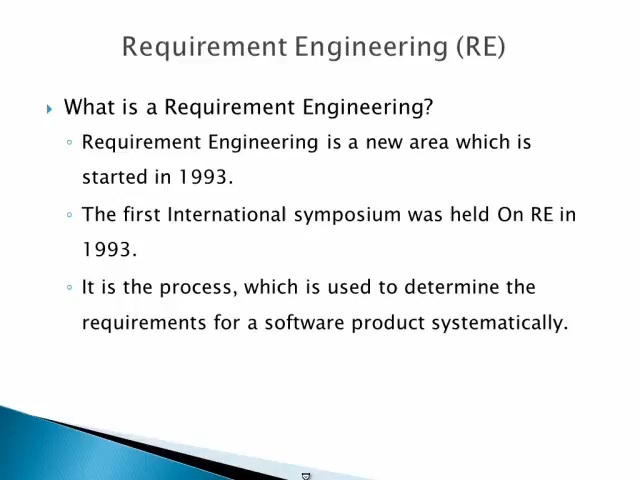 Requirement Engineering (RE)
What is a Requirement Engineering?
Requirement Engineering is a new area which is
started in 1993.
The first International symposium was held On RE in
1993.
It is the process, which is used to determine the
requirements for a software product systematically.